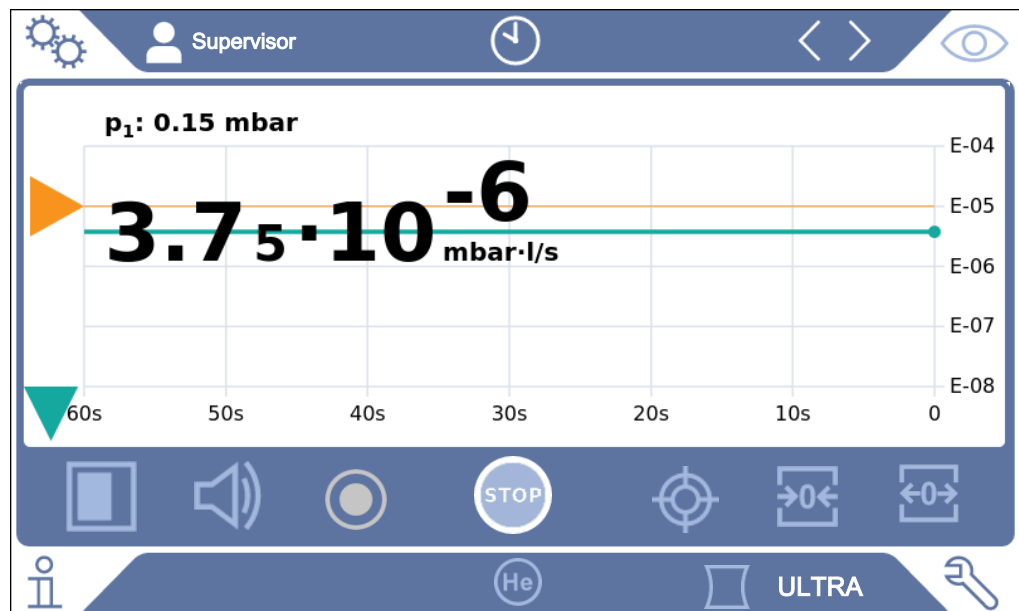 Supervisor
p₁: 0.15 mbar
3.75·10⁻⁶ mbar·l/s
E-04
E-05
E-06
E-07
E-08
60s 50s 40s 30s 20s 10s 0
STOP
→0←
←0→
He
ULTRA